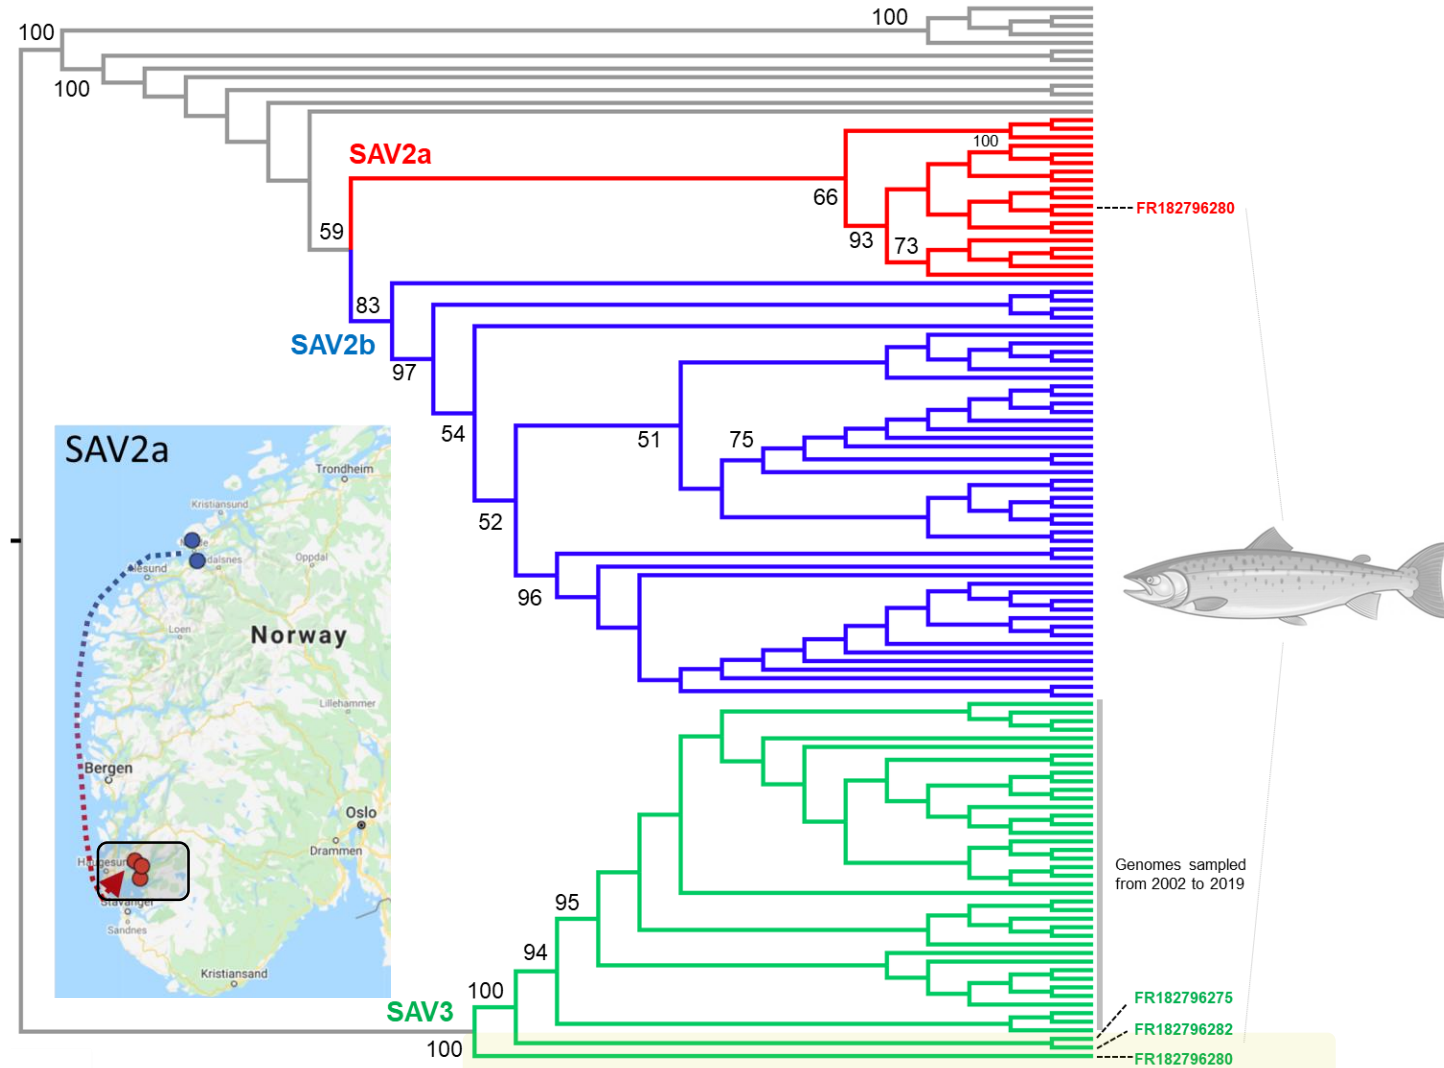 100
100
100
SAV2a
100
66
59
93
73
FR182796280
83
SAV2b
97
54
51
75
52
96
SAV2a
Trondheim
Kristiansund
Oppdal
Loen
Norway
Lillehammer
Bergen
Oslo
Drammen
Stavanger
Sandnes
Kristiansand
Genomes sampled
from 2002 to 2019
95
94
100
SAV3
100
FR182796275
FR182796282
FR182796280